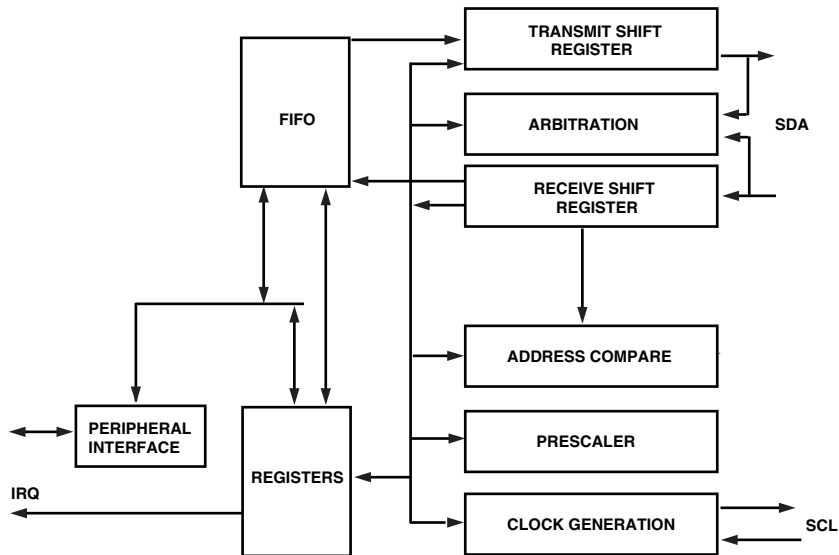 TRANSMIT SHIFT
REGISTER
FIFO
ARBITRATION
SDA
RECEIVE SHIFT
REGISTER
ADDRESS COMPARE
PERIPHERAL
INTERFACE
PRESCALER
REGISTERS
IRQ
CLOCK GENERATION
SCL